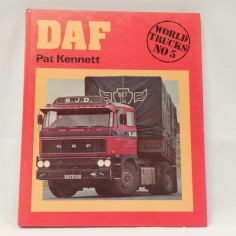 DAF
Pat Kennett
WORLD
TRUCKS
NO 5
B.J.D.
DAF